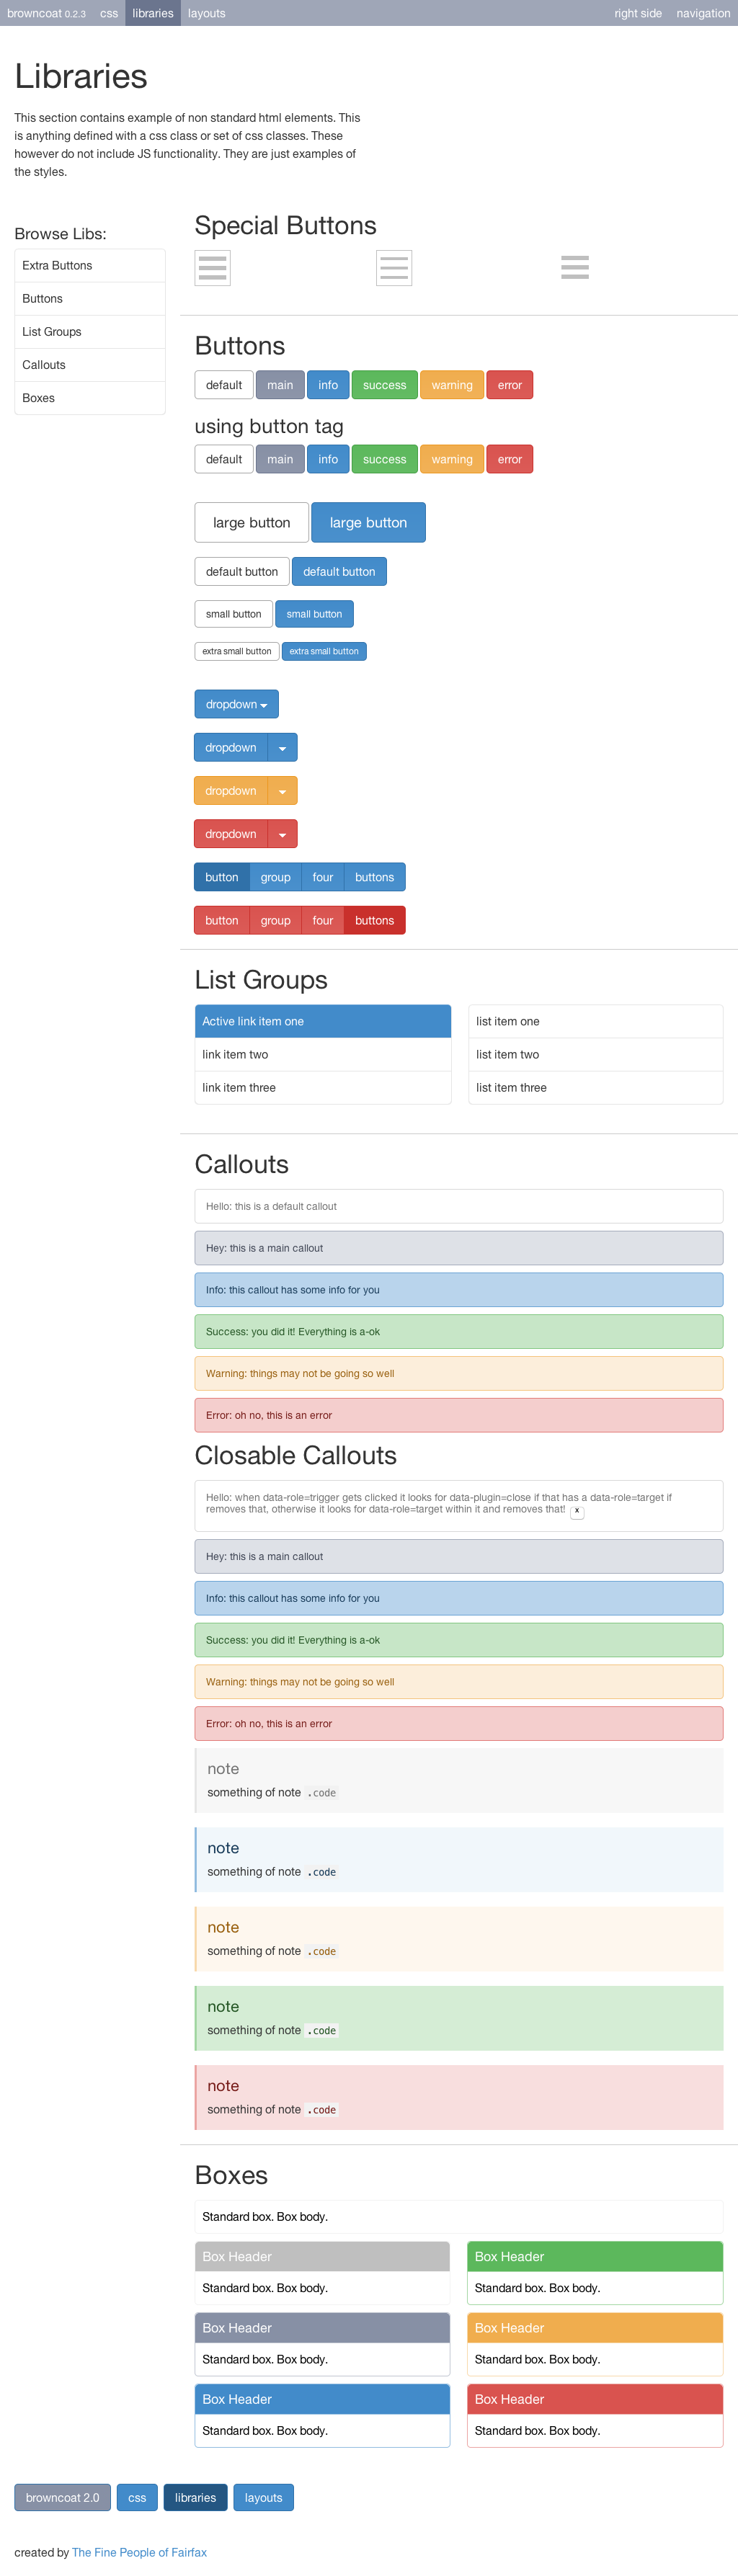 browncoat 0.2.3 css libraries layouts right side navigation
Libraries
This section contains example of non standard html elements. This
is anything defined with a css class or set of css classes. These
however do not include JS functionality. They are just examples of
the styles.
Browse Libs:
Extra Buttons
Buttons
List Groups
Callouts
Boxes
Special Buttons
Buttons
default main info success warning error
using button tag
default main info success warning error
large button large button
default button default button
small button small button
extra small button extra small button
dropdown
dropdown
dropdown
dropdown
button group four buttons
button group four buttons
List Groups
Active link item one
link item two
link item three
list item one
list item two
list item three
Callouts
Hello: this is a default callout
Hey: this is a main callout
Info: this callout has some info for you
Success: you did it! Everything is a-ok
Warning: things may not be going so well
Error: oh no, this is an error
Closable Callouts
Hello: when data-role=trigger gets clicked it looks for data-plugin=close if that has a data-role=target if
removes that, otherwise it looks for data-role=target within it and removes that! x
Hey: this is a main callout
Info: this callout has some info for you
Success: you did it! Everything is a-ok
Warning: things may not be going so well
Error: oh no, this is an error
note
something of note .code
note
something of note .code
note
something of note .code
note
something of note .code
note
something of note .code
Boxes
Standard box. Box body.
Box Header
Standard box. Box body.
Box Header
Standard box. Box body.
Box Header
Standard box. Box body.
Box Header
Standard box. Box body.
Box Header
Standard box. Box body.
Box Header
Standard box. Box body.
browncoat 2.0 css libraries layouts
created by The Fine People of Fairfax